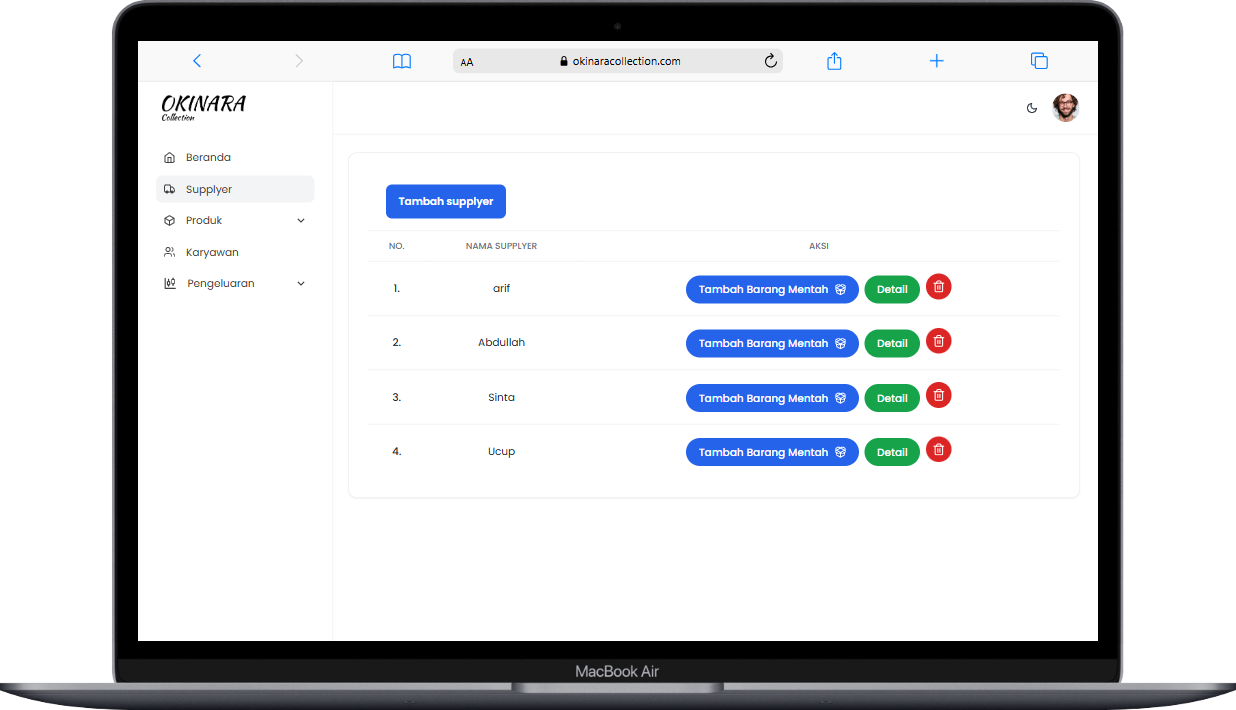 AA
okinaracollection.com
OKINARA
Collection
Beranda
Supplyer
Produk
Karyawan
Pengeluaran
Tambah supplyer
NO. NAMA SUPPLYER AKSI
1. arif Tambah Barang Mentah Detail
2. Abdullah Tambah Barang Mentah Detail
3. Sinta Tambah Barang Mentah Detail
4. Ucup Tambah Barang Mentah Detail
MacBook Air